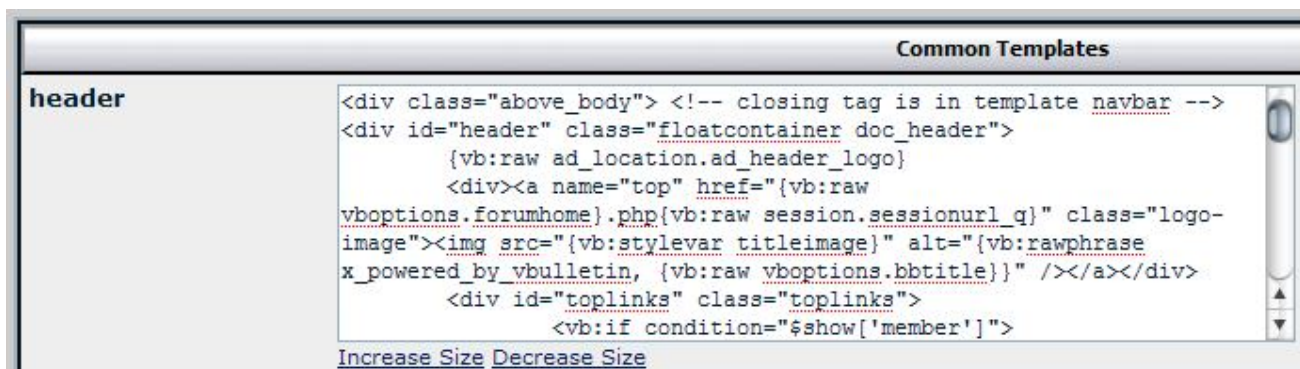 Common Templates
header
<div class="above_body"> <!-- closing tag is in template navbar -->
<div id="header" class="floatcontainer doc_header">
{vb:raw ad_location.ad_header_logo}
<div><a name="top" href="{vb:raw
vboptions.forumhome}.php{vb:raw session.sessionurl_q}" class="logo-
image"><img src="{vb:stylevar titleimage}" alt="{vb:rawphrase
x_powered_by_vbulletin, {vb:raw vboptions.bbtitle}}" /></a></div>
<div id="toplinks" class="toplinks">
<vb:if condition="$show['member']">
Increase Size Decrease Size